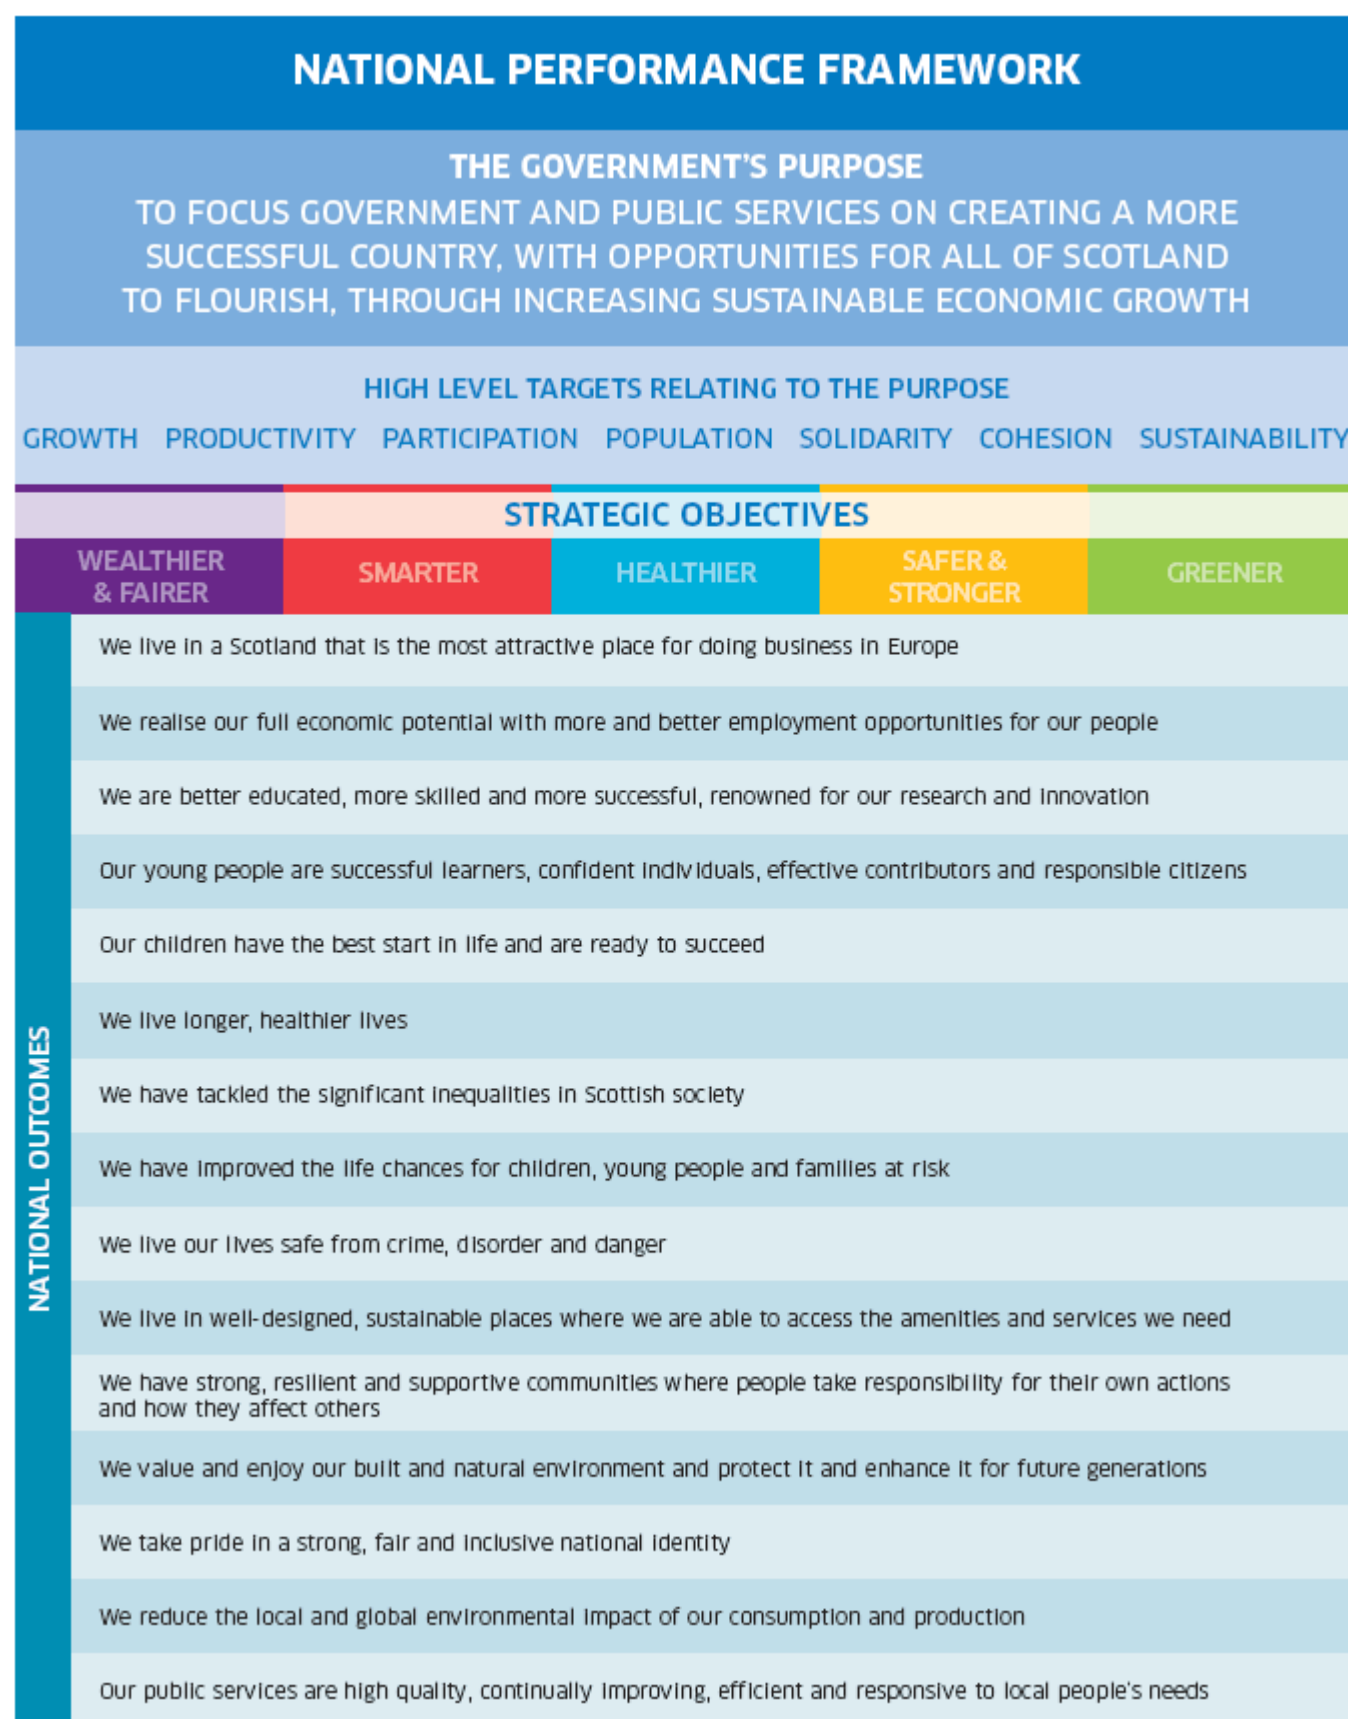 NATIONAL PERFORMANCE FRAMEWORK
THE GOVERNMENT'S PURPOSE
TO FOCUS GOVERNMENT AND PUBLIC SERVICES ON CREATING A MORE
SUCCESSFUL COUNTRY, WITH OPPORTUNITIES FOR ALL OF SCOTLAND
TO FLOURISH, THROUGH INCREASING SUSTAINABLE ECONOMIC GROWTH
HIGH LEVEL TARGETS RELATING TO THE PURPOSE
GROWTH PRODUCTIVITY PARTICIPATION POPULATION SOLIDARITY COHESION SUSTAINABILITY
STRATEGIC OBJECTIVES
WEALTHIER
& FAIRER
SMARTER
HEALTHIER
SAFER &
STRONGER
GREENER
NATIONAL OUTCOMES
We live in a Scotland that is the most attractive place for doing business in Europe
We realise our full economic potential with more and better employment opportunities for our people
We are better educated, more skilled and more successful, renowned for our research and innovation
Our young people are successful learners, confident individuals, effective contributors and responsible citizens
Our children have the best start in life and are ready to succeed
We live longer, healthier lives
We have tackled the significant inequalities in Scottish society
We have improved the life chances for children, young people and families at risk
We live our lives safe from crime, disorder and danger
We live in well-designed, sustainable places where we are able to access the amenities and services we need
We have strong, resilient and supportive communities where people take responsibility for their own actions
and how they affect others
We value and enjoy our built and natural environment and protect it and enhance it for future generations
We take pride in a strong, fair and inclusive national identity
We reduce the local and global environmental impact of our consumption and production
Our public services are high quality, continually improving, efficient and responsive to local people's needs